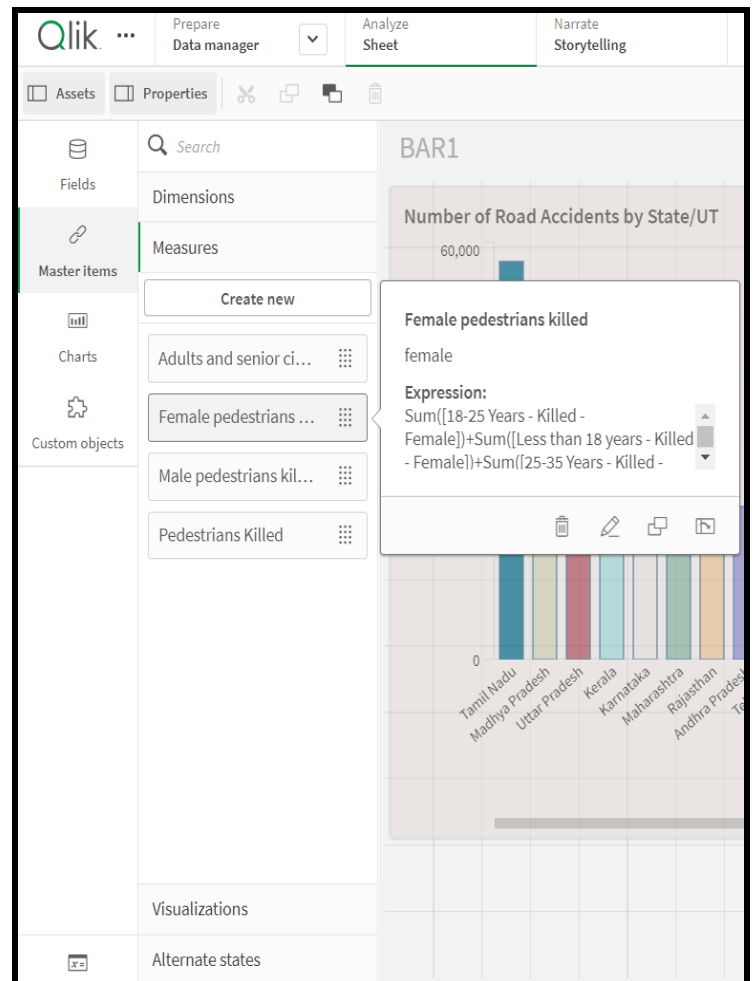 Qlik
Prepare
Data manager
Analyze
Sheet
Narrate
Storytelling
Assets
Properties
Fields
Master items
Charts
Custom objects
Search
Dimensions
Measures
Create new
Adults and senior ci...
Female pedestrians ...
Male pedestrians kil...
Pedestrians Killed
Visualizations
Alternate states
BAR1
Number of Road Accidents by State/UT
60,000
Female pedestrians killed
female
Expression:
Sum([18-25 Years - Killed -
Female])+Sum([Less than 18 years - Killed
- Female])+Sum([25-35 Years - Killed -
0
Tamil Nadu
Madhya Pradesh
Uttar Pradesh
Kerala
Karnataka
Maharashtra
Rajasthan
Andhra Pradesh
x=